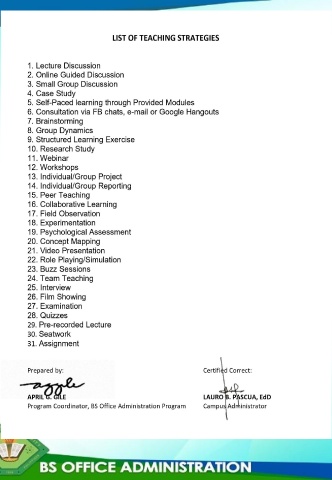 LIST OF TEACHING STRATEGIES
1. Lecture Discussion
2. Online Guided Discussion
3. Small Group Discussion
4. Case Study
5. Self-Paced learning through Provided Modules
6. Consultation via FB chats, e-mail or Google Hangouts
7. Brainstorming
8. Group Dynamics
9. Structured Learning Exercise
10. Research Study
11. Webinar
12. Workshops
13. Individual/Group Project
14. Individual/Group Reporting
15. Peer Teaching
16. Collaborative Learning
17. Field Observation
18. Experimentation
19. Psychological Assessment
20. Concept Mapping
21. Video Presentation
22. Role Playing/Simulation
23. Buzz Sessions
24. Team Teaching
25. Interview
26. Film Showing
27. Examination
28. Quizzes
29. Pre-recorded Lecture
30. Seatwork
31. Assignment
Prepared by: Certified Correct:
APRIL G. GILE LAURO B. PASCUA, EdD
Program Coordinator, BS Office Administration Program Campus Administrator
BS OFFICE ADMINISTRATION